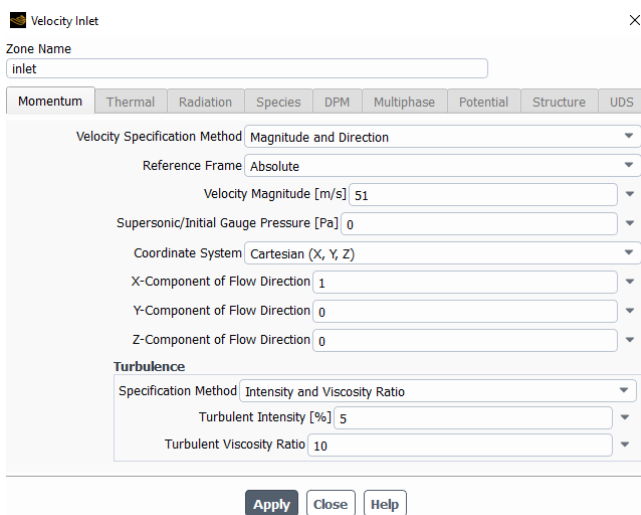 Velocity Inlet
Zone Name
inlet
Momentum Thermal Radiation Species DPM Multiphase Potential Structure UDS
Velocity Specification Method Magnitude and Direction
Reference Frame Absolute
Velocity Magnitude [m/s] 51
Supersonic/Initial Gauge Pressure [Pa] 0
Coordinate System Cartesian (X, Y, Z)
X-Component of Flow Direction 1
Y-Component of Flow Direction 0
Z-Component of Flow Direction 0
Turbulence
Specification Method Intensity and Viscosity Ratio
Turbulent Intensity [%] 5
Turbulent Viscosity Ratio 10
Apply Close Help